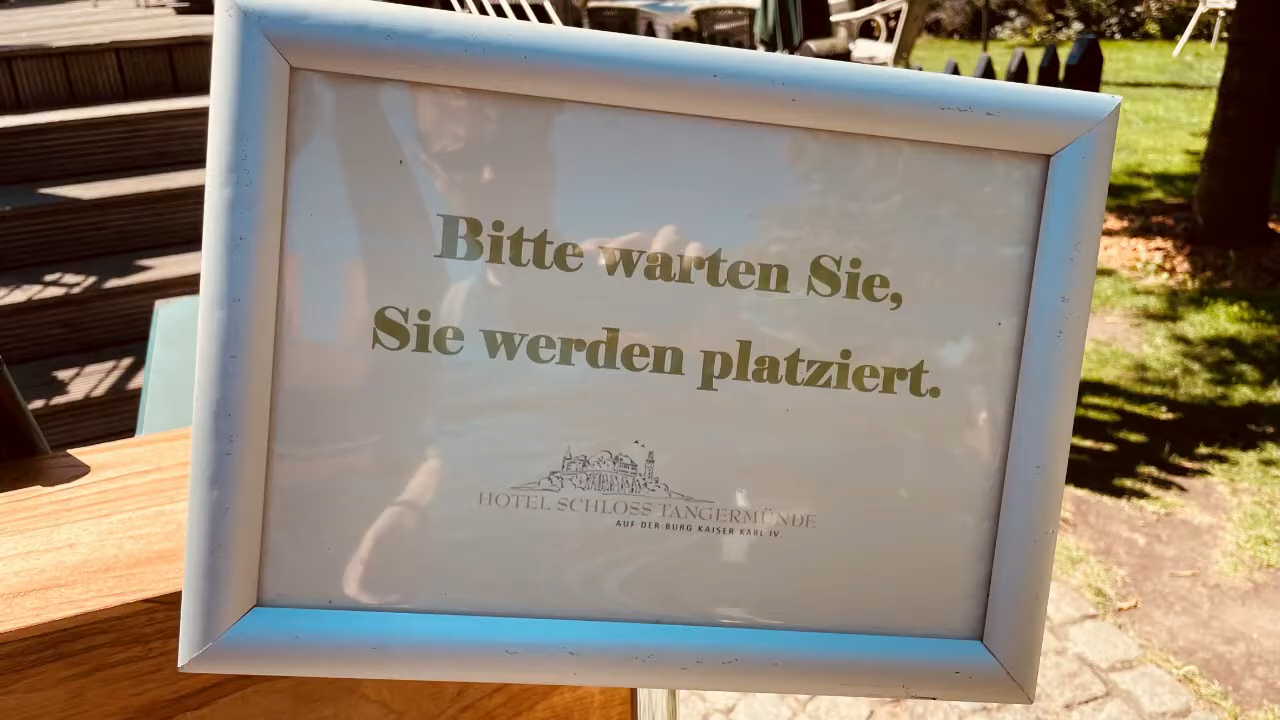 Bitte warten Sie,
Sie werden platziert.
HOTEL SCHLOSS TANGERMÜNDE
AUF DER BURG KAISER KARL IV.